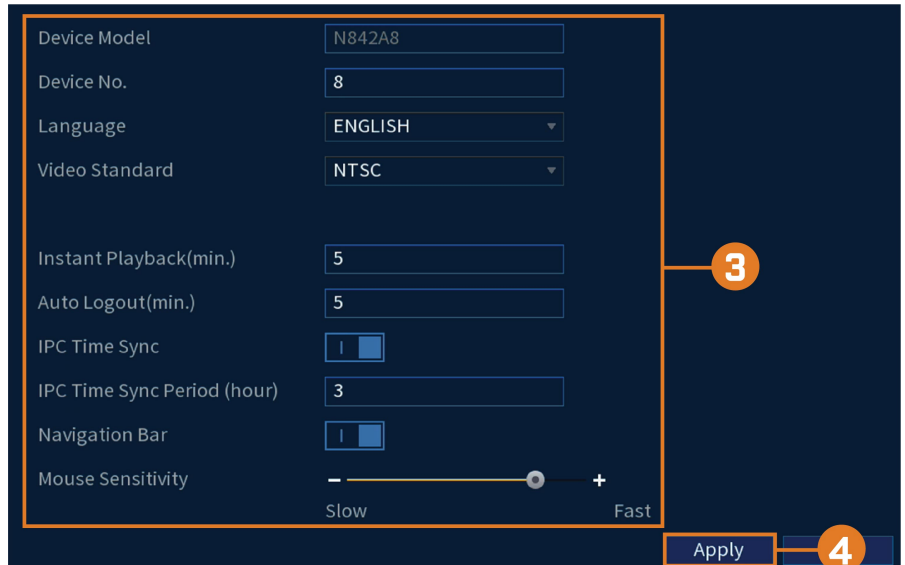 Device Model N842A8
Device No. 8
Language ENGLISH
Video Standard NTSC
Instant Playback(min.) 5
Auto Logout(min.) 5
IPC Time Sync
IPC Time Sync Period (hour) 3
Navigation Bar
Mouse Sensitivity − +
Slow Fast
3
Apply 4